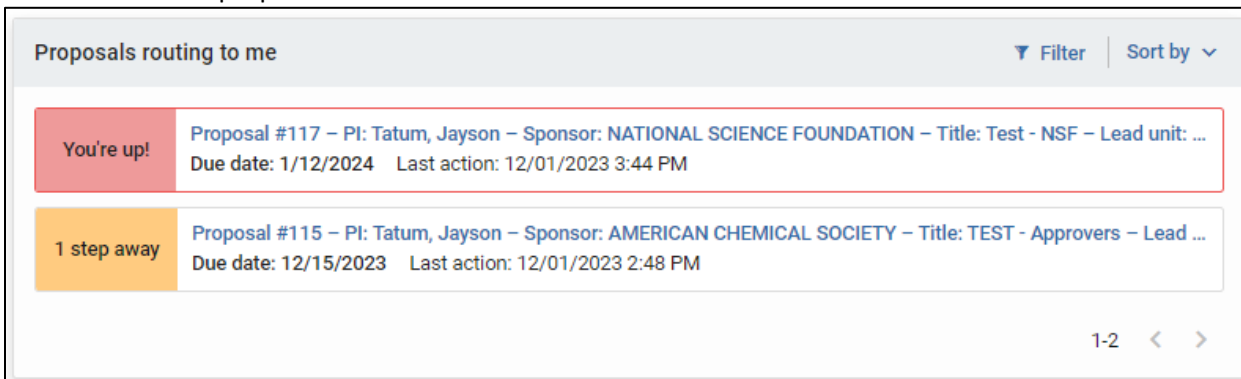 Proposals routing to me
Filter
Sort by
You're up!
Proposal #117 – PI: Tatum, Jayson – Sponsor: NATIONAL SCIENCE FOUNDATION – Title: Test - NSF – Lead unit: ...
Due date: 1/12/2024 Last action: 12/01/2023 3:44 PM
1 step away
Proposal #115 – PI: Tatum, Jayson – Sponsor: AMERICAN CHEMICAL SOCIETY – Title: TEST - Approvers – Lead ...
Due date: 12/15/2023 Last action: 12/01/2023 2:48 PM
1-2